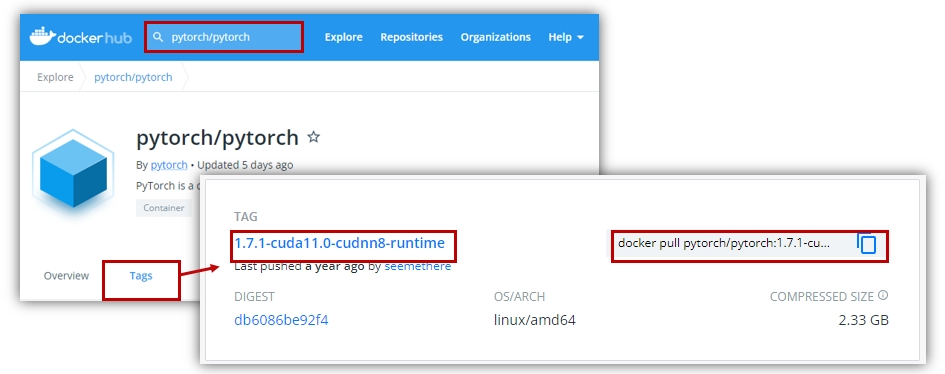 dockerhub
pytorch/pytorch
Explore Repositories Organizations Help
Explore pytorch/pytorch
pytorch/pytorch
By pytorch • Updated 5 days ago
PyTorch is a
Container
Overview Tags
TAG
1.7.1-cuda11.0-cudnn8-runtime
docker pull pytorch/pytorch:1.7.1-cu...
Last pushed a year ago by seemethere
DIGEST OS/ARCH COMPRESSED SIZE
db6086be92f4 linux/amd64 2.33 GB